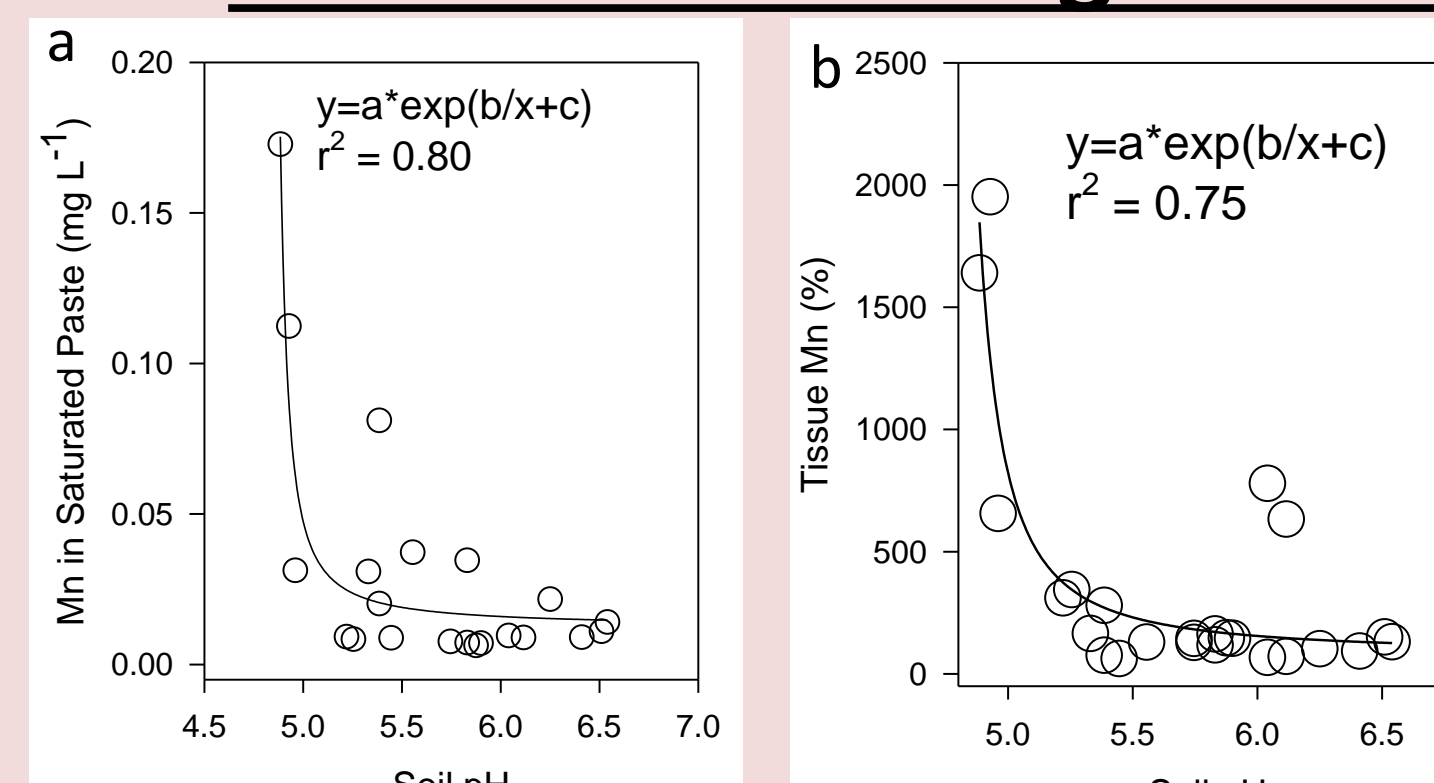 a
0.20
0.15
0.10
0.05
0.00
Mn in Saturated Paste (mg L⁻¹)
y=a*exp(b/x+c)
r² = 0.80
4.5 5.0 5.5 6.0 6.5 7.0
Soil pH
b
2500
2000
1500
1000
500
0
Tissue Mn (%)
y=a*exp(b/x+c)
r² = 0.75
5.0 5.5 6.0 6.5